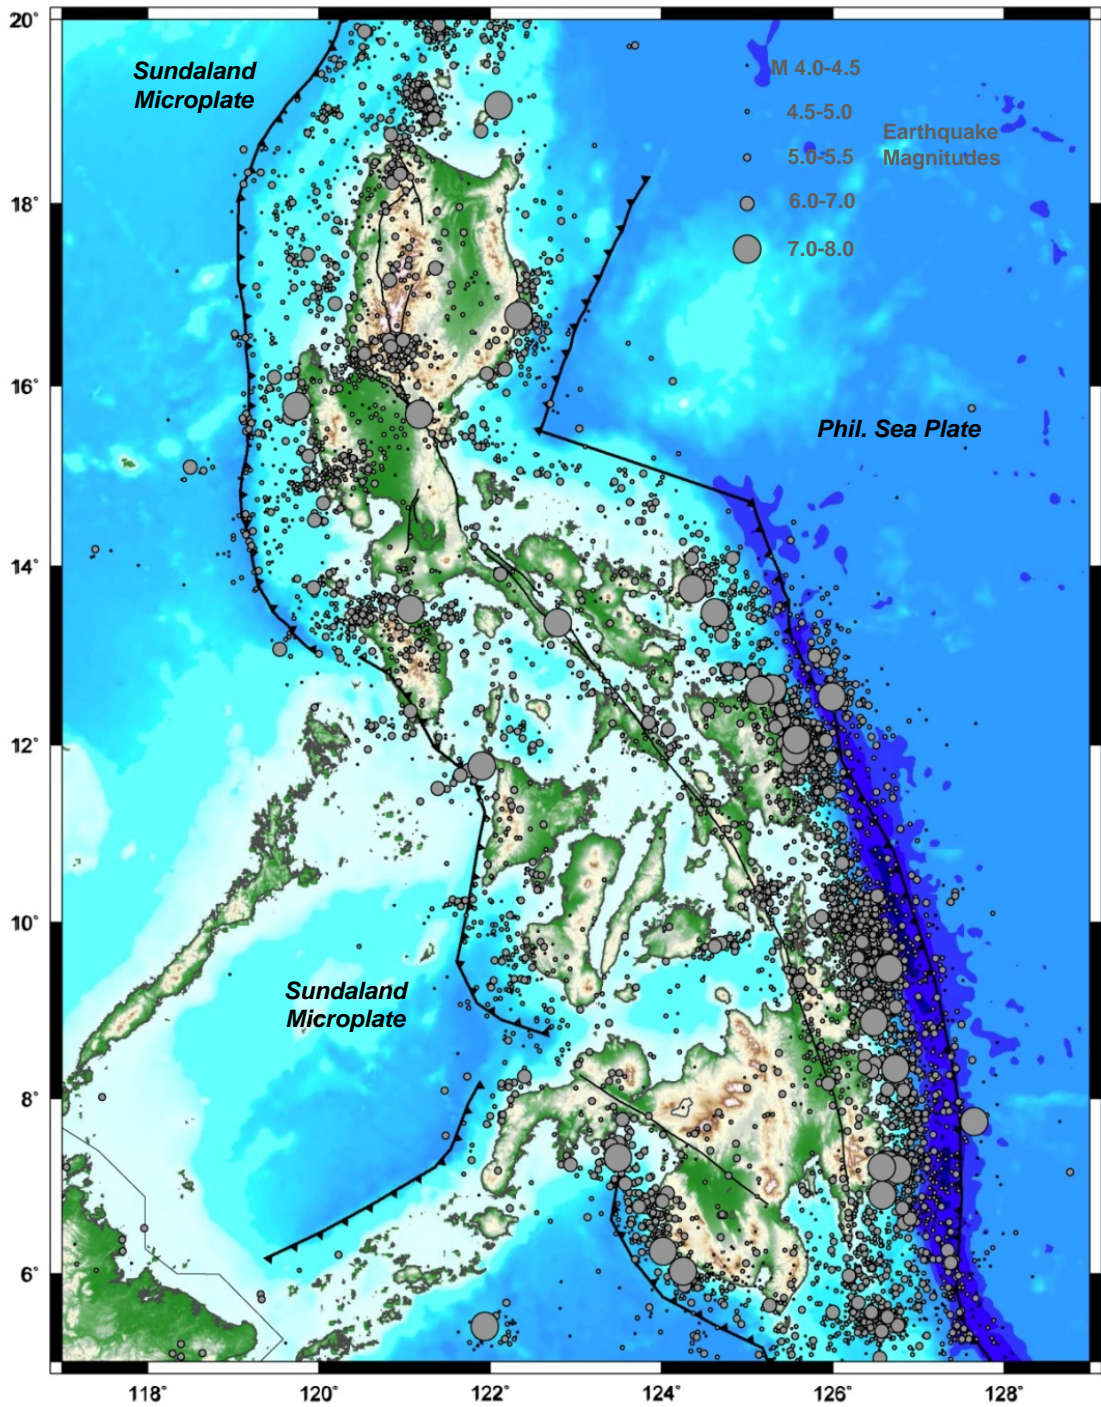 20°
Sundaland
Microplate
M 4.0-4.5
4.5-5.0
Earthquake
Magnitudes
5.0-5.5
18°
6.0-7.0
7.0-8.0
16°
Phil. Sea Plate
14°
12°
10°
Sundaland
Microplate
8°
6°
118° 120° 122° 124° 126° 128°